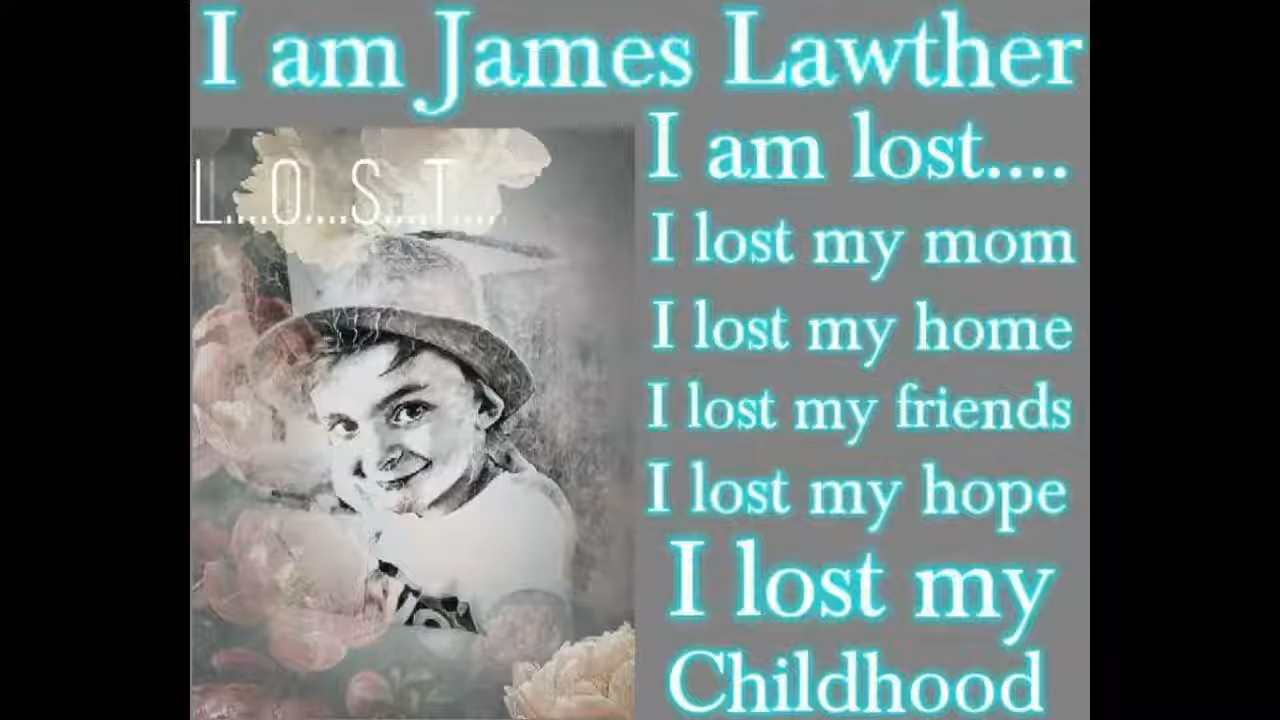 I am James Lawther
L....O....S....T....
I am lost....
I lost my mom
I lost my home
I lost my friends
I lost my hope
I lost my
Childhood